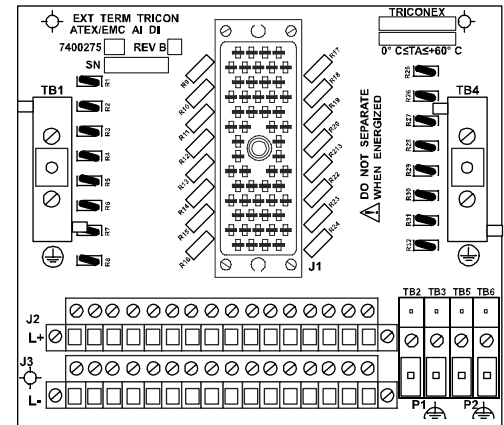 EXT TERM TRICON
ATEX/EMC AI DI
7400275 REV B
SN
TRICONEX
0° C≤TA≤+60° C
TB1
R1
R2
R3
R4
R5
R6
R7
R8
R9
R10
R11
R12
R13
R14
R15
R16
R17
R18
R19
R20
R213
R22
R23
R24
J1
DO NOT SEPARATE
WHEN ENERGIZED
R25
R26
R27
R28
R29
R30
R31
R32
TB4
TB2 TB3 TB5 TB6
J2
L+
J3
L-
P1 P2